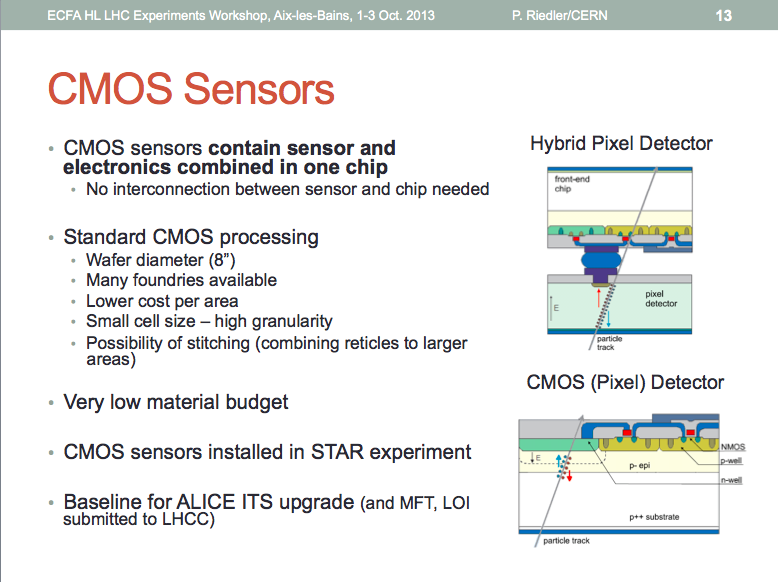 ECFA HL LHC Experiments Workshop, Aix-les-Bains, 1-3 Oct. 2013 P. Riedler/CERN 13
CMOS Sensors
• CMOS sensors contain sensor and
electronics combined in one chip
• No interconnection between sensor and chip needed
• Standard CMOS processing
• Wafer diameter (8”)
• Many foundries available
• Lower cost per area
• Small cell size – high granularity
• Possibility of stitching (combining reticles to larger
areas)
• Very low material budget
• CMOS sensors installed in STAR experiment
• Baseline for ALICE ITS upgrade (and MFT, LOI
submitted to LHCC)
Hybrid Pixel Detector
front-end
chip
E
pixel
detector
particle
track
CMOS (Pixel) Detector
NMOS
E
p-well
p- epi
n-well
p++ substrate
particle track